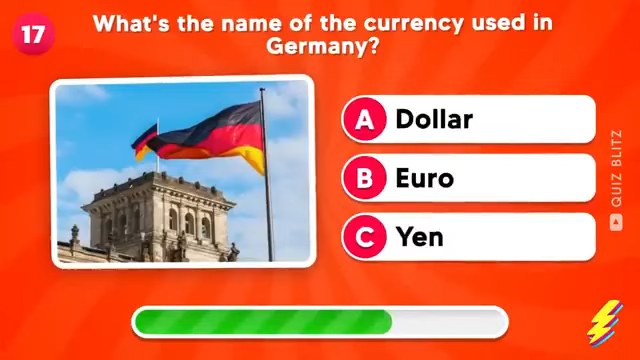 17
What's the name of the currency used in
Germany?
A Dollar
B Euro
C Yen
QUIZ BLITZ